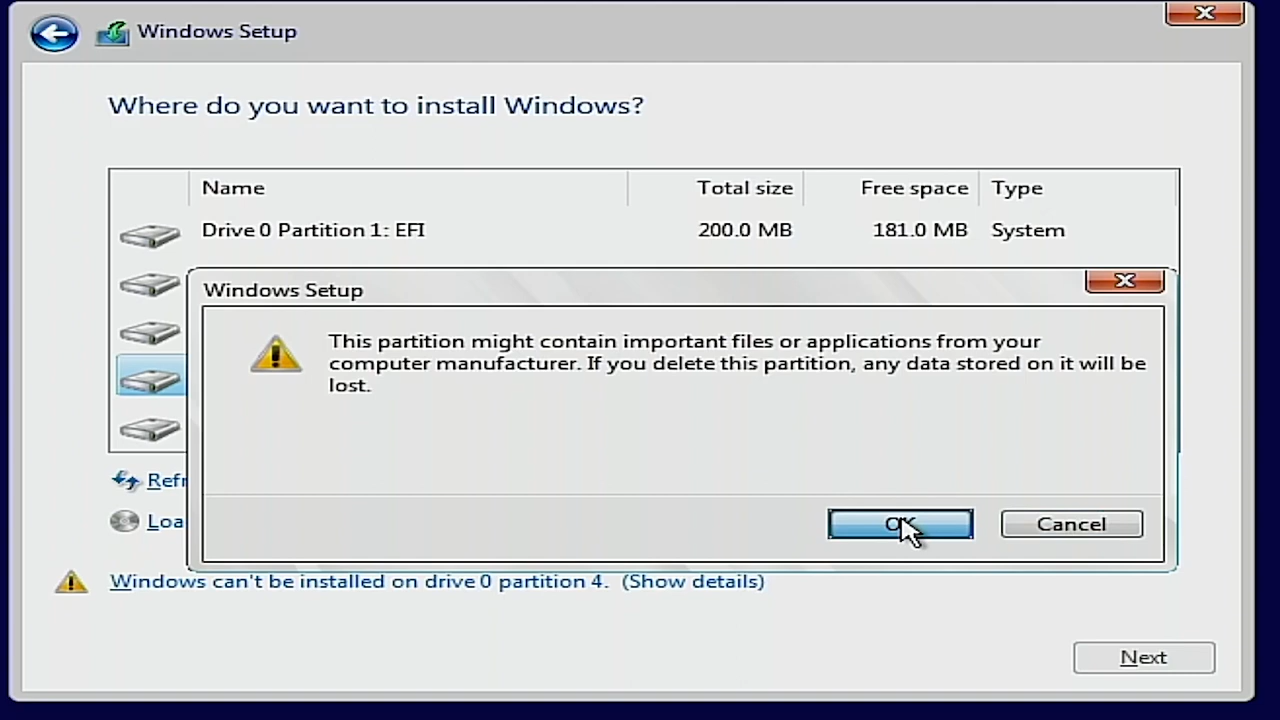 Windows Setup
Where do you want to install Windows?
Name Total size Free space Type
Drive 0 Partition 1: EFI 200.0 MB 181.0 MB System
Windows Setup
This partition might contain important files or applications from your
computer manufacturer. If you delete this partition, any data stored on it will be
lost.
Refr
OK Cancel
Loa
Windows can't be installed on drive 0 partition 4. (Show details)
Next